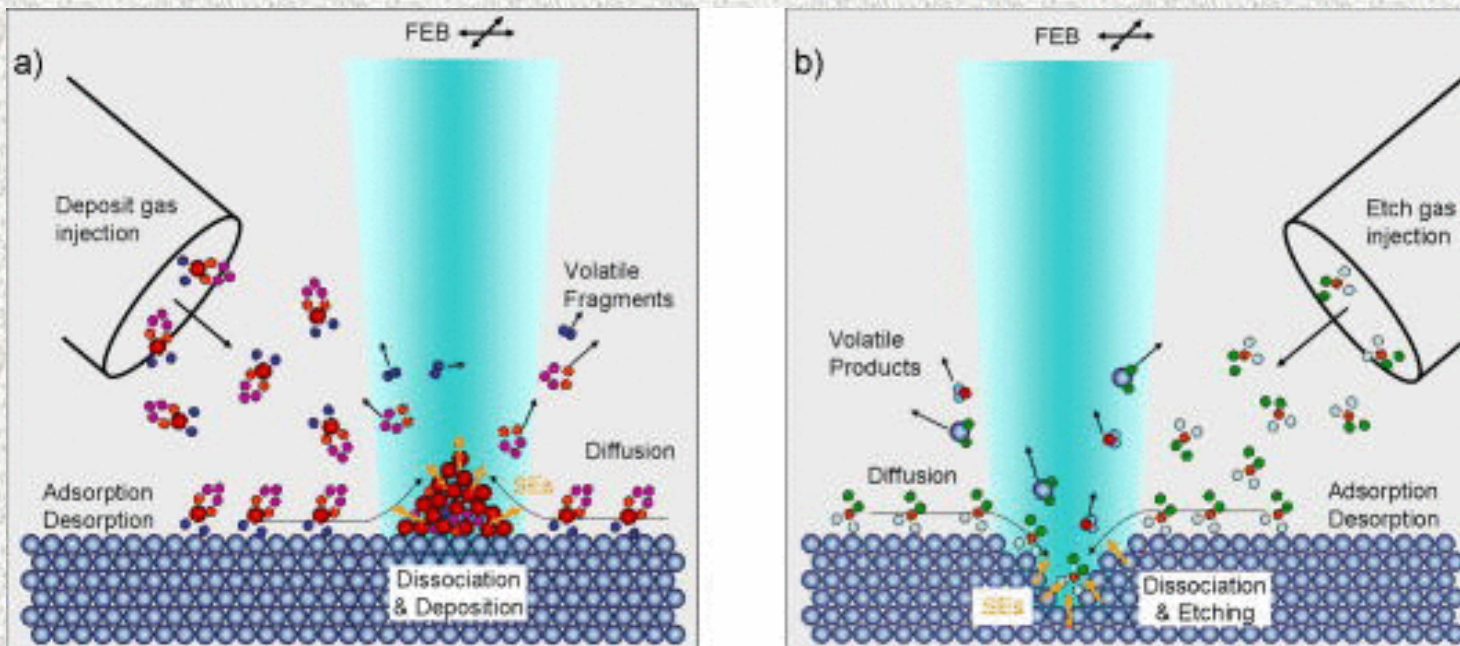 a)
FEB
Deposit gas
injection
Volatile
Fragments
Diffusion
SEs
Adsorption
Desorption
Dissociation
& Deposition
b)
FEB
Etch gas
injection
Volatile
Products
Diffusion
Adsorption
Desorption
SEs
Dissociation
& Etching